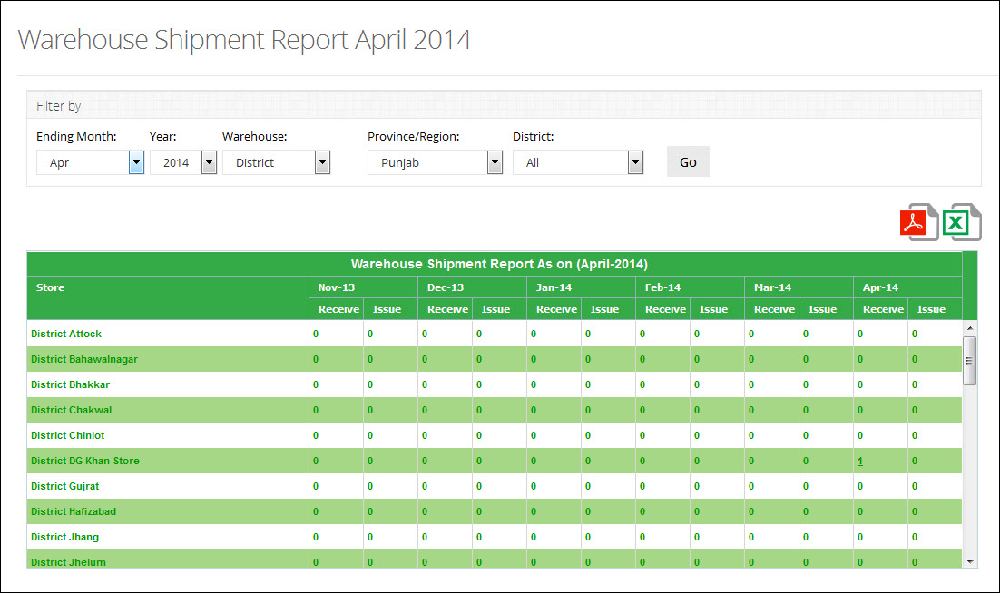 Warehouse Shipment Report April 2014
Filter by
Ending Month: Year: Warehouse: Province/Region: District:
Apr 2014 District Punjab All Go
Warehouse Shipment Report As on (April-2014)
Store Nov-13 Dec-13 Jan-14 Feb-14 Mar-14 Apr-14
Receive Issue Receive Issue Receive Issue Receive Issue Receive Issue Receive Issue
District Attock 0 0 0 0 0 0 0 0 0 0 0 0
District Bahawalnagar 0 0 0 0 0 0 0 0 0 0 0 0
District Bhakkar 0 0 0 0 0 0 0 0 0 0 0 0
District Chakwal 0 0 0 0 0 0 0 0 0 0 0 0
District Chiniot 0 0 0 0 0 0 0 0 0 0 0 0
District DG Khan Store 0 0 0 0 0 0 0 0 0 0 1 0
District Gujrat 0 0 0 0 0 0 0 0 0 0 0 0
District Hafizabad 0 0 0 0 0 0 0 0 0 0 0 0
District Jhang 0 0 0 0 0 0 0 0 0 0 0 0
District Jhelum 0 0 0 0 0 0 0 0 0 0 0 0